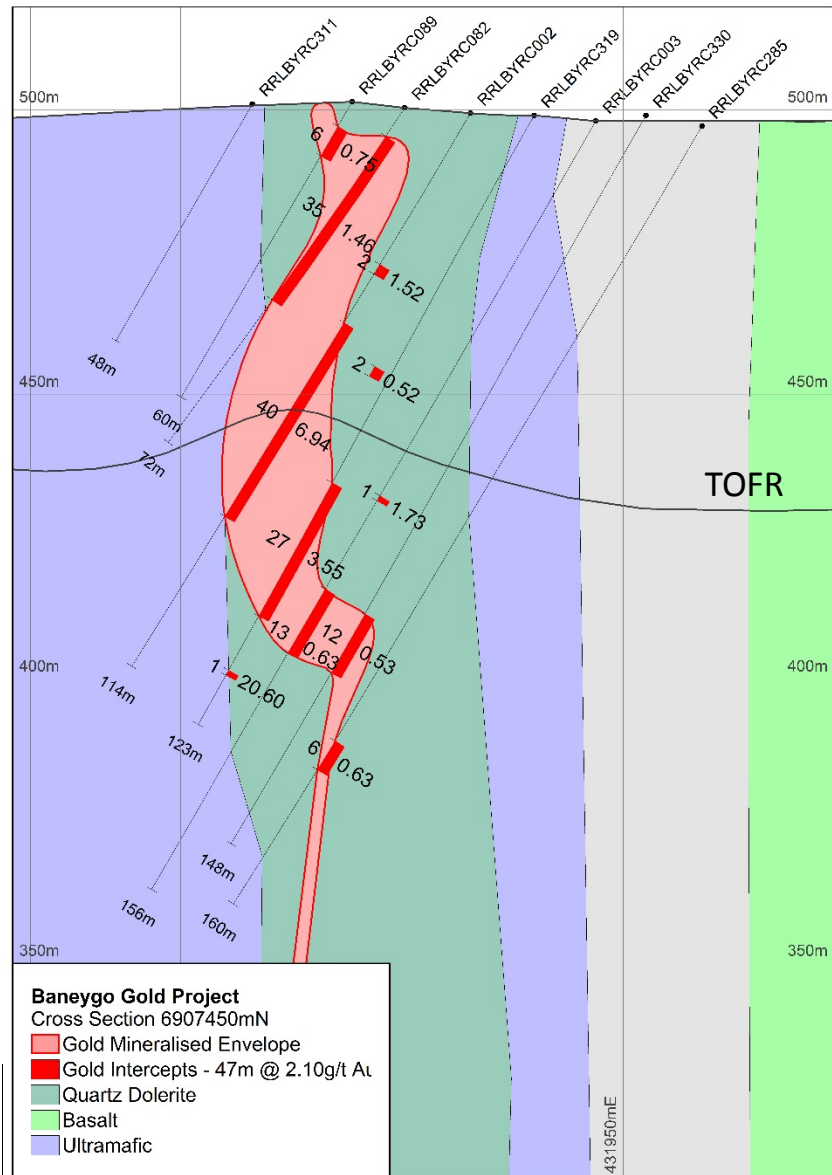 RRLBYRC311
RRLBYRC089
RRLBYRC082
RRLBYRC002
RRLBYRC319
RRLBYRC003
RRLBYRC330
RRLBYRC285
500m
500m
6
0.75
35
1.46
2
1.52
48m
2
0.52
450m
450m
60m
40
6.94
72m
TOFR
1
1.73
27
3.55
13
0.63
12
0.53
400m
400m
1
20.60
114m
123m
6
0.63
148m
156m
160m
350m
350m
Baneygo Gold Project
Cross Section 6907450mN
Gold Mineralised Envelope
Gold Intercepts - 47m @ 2.10g/t Au
Quartz Dolerite
Basalt
Ultramafic
431950mE